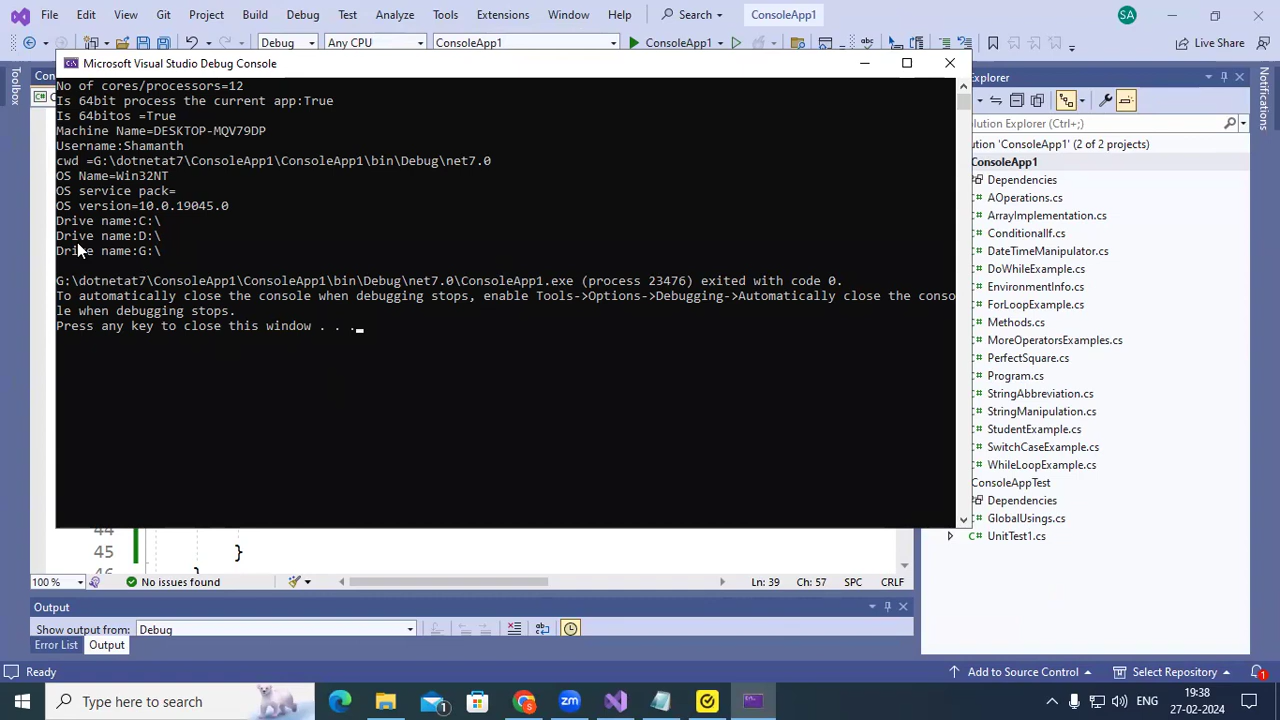 File Edit View Git Project Build Debug Test Analyze Tools Extensions Window Help Search ConsoleApp1 SA
Debug Any CPU ConsoleApp1 ConsoleApp1 Live Share
Microsoft Visual Studio Debug Console
No of cores/processors=12
Is 64bit process the current app:True
Is 64bitos =True
Machine Name=DESKTOP-MQV79DP
Username:Shamanth
cwd =G:\dotnetat7\ConsoleApp1\ConsoleApp1\bin\Debug\net7.0
OS Name=Win32NT
OS service pack=
OS version=10.0.19045.0
Drive name:C:\
Drive name:D:\
Drive name:G:\
G:\dotnetat7\ConsoleApp1\ConsoleApp1\bin\Debug\net7.0\ConsoleApp1.exe (process 23476) exited with code 0.
To automatically close the console when debugging stops, enable Tools->Options->Debugging->Automatically close the conso
le when debugging stops.
Press any key to close this window . . .
Toolbox
Con
Explorer
olution Explorer (Ctrl+;)
ution 'ConsoleApp1' (2 of 2 projects)
ConsoleApp1
Dependencies
AOperations.cs
ArrayImplementation.cs
ConditionalIf.cs
DateTimeManipulator.cs
DoWhileExample.cs
EnvironmentInfo.cs
ForLoopExample.cs
Methods.cs
MoreOperatorsExamples.cs
PerfectSquare.cs
Program.cs
StringAbbreviation.cs
StringManipulation.cs
StudentExample.cs
SwitchCaseExample.cs
WhileLoopExample.cs
ConsoleAppTest
Dependencies
GlobalUsings.cs
UnitTest1.cs
Notifications
44
45 }
46 }
100 % No issues found Ln: 39 Ch: 57 SPC CRLF
Output
Show output from: Debug
Error List Output
Ready Add to Source Control Select Repository 1
Type here to search 1 S zm ENG 19:38
27-02-2024